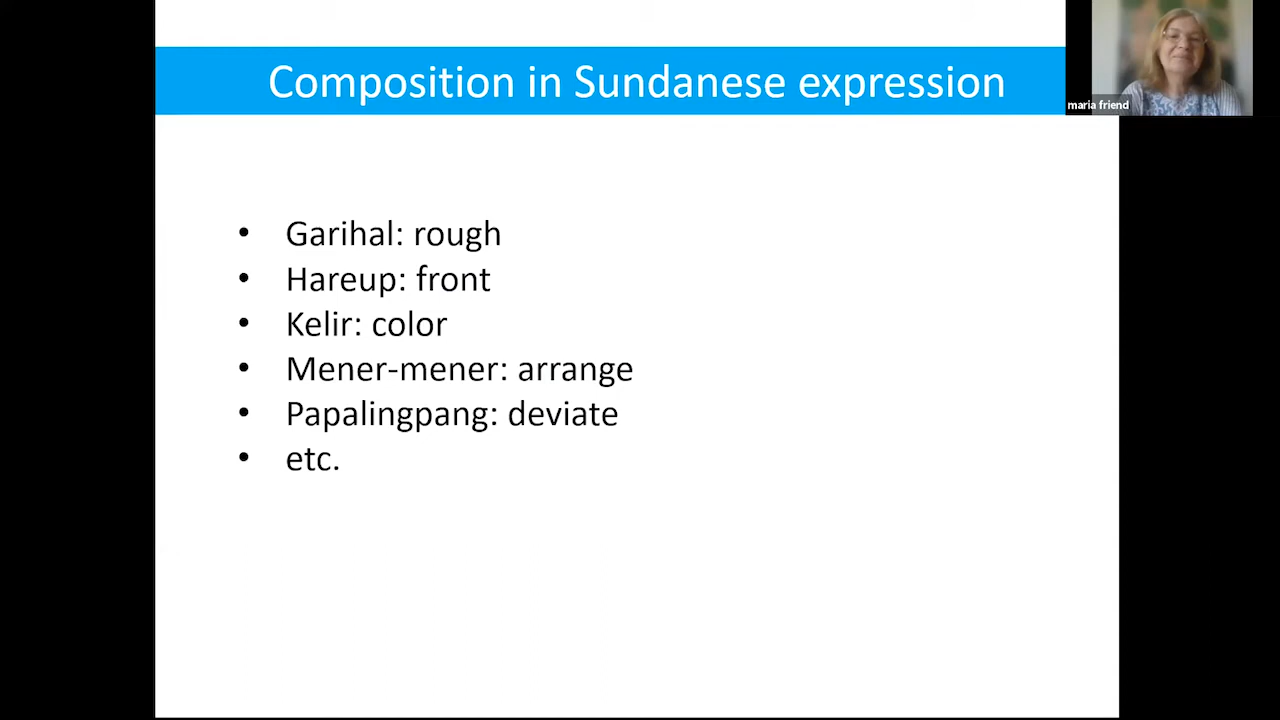 Composition in Sundanese expression
maria friend
• Garihal: rough
• Hareup: front
• Kelir: color
• Mener-mener: arrange
• Papalingpang: deviate
• etc.